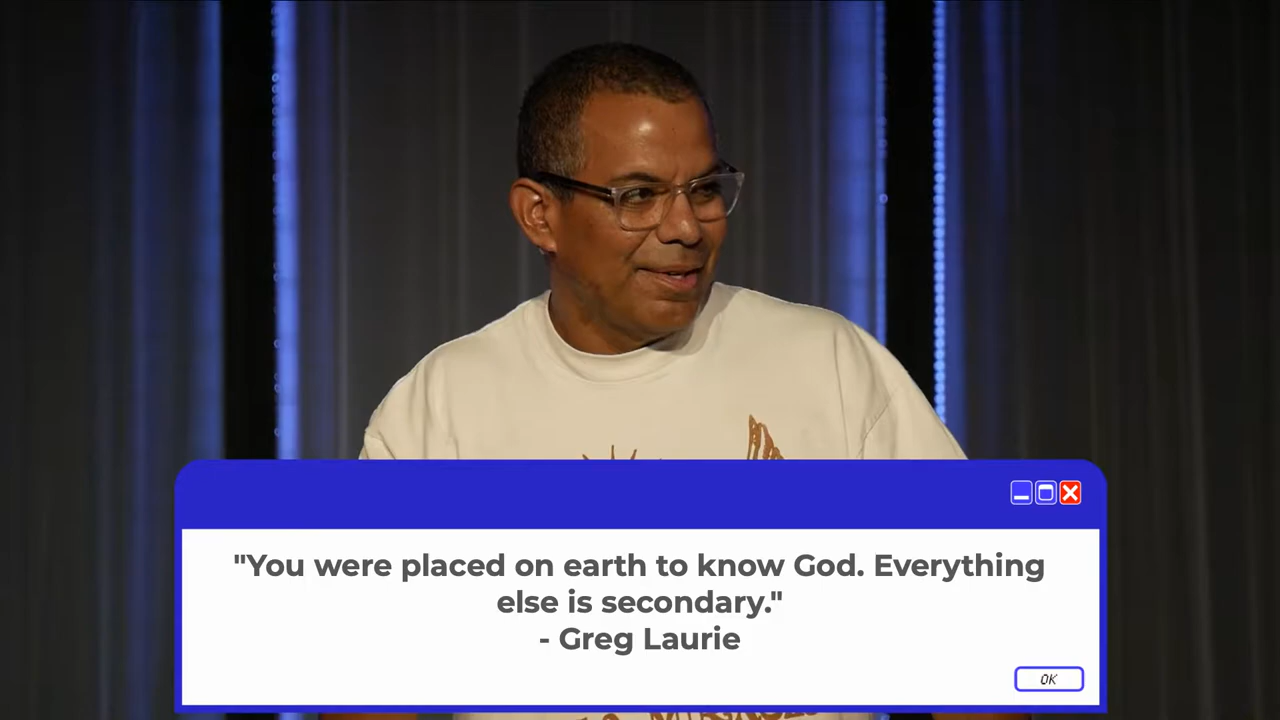 "You were placed on earth to know God. Everything
else is secondary."
- Greg Laurie
OK